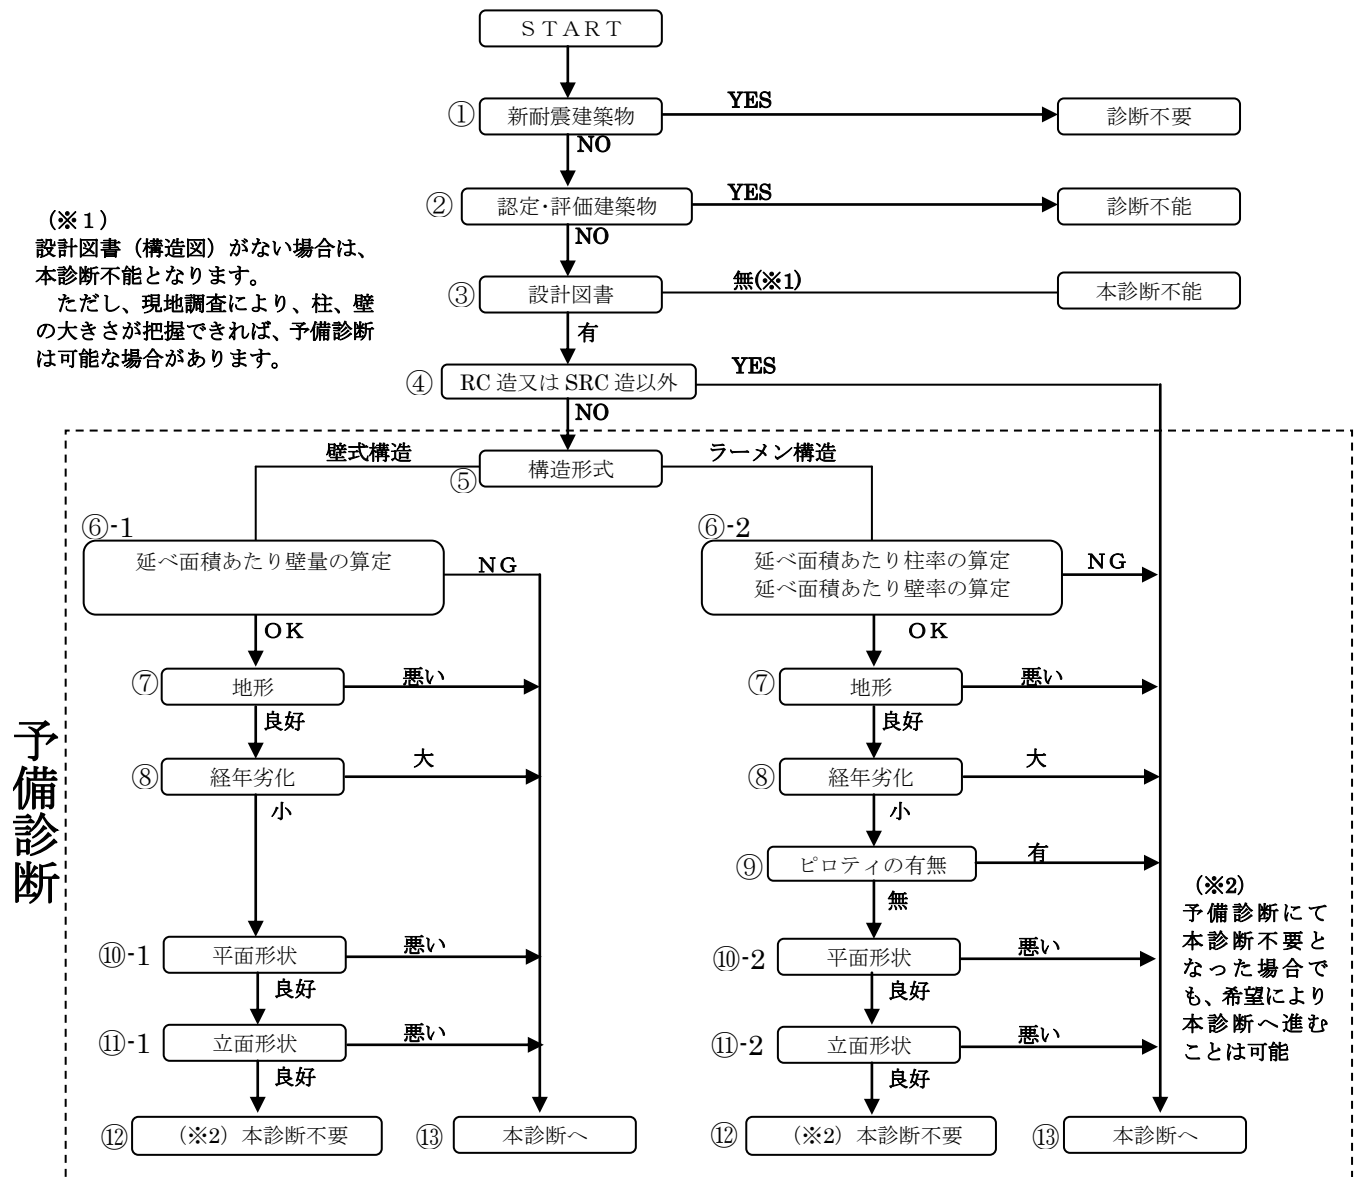 ＳＴＡＲＴ
① 新耐震建築物 YES 診断不要
NO
② 認定・評価建築物 YES 診断不能
NO
（※１）
設計図書（構造図）がない場合は、
本診断不能となります。
ただし、現地調査により、柱、壁
の大きさが把握できれば、予備診断
は可能な場合があります。
③ 設計図書 無(※1) 本診断不能
有
④ RC 造又は SRC 造以外 YES
NO
壁式構造 ⑤ 構造形式 ラーメン構造
⑥-1
延べ面積あたり壁量の算定 ＮＧ
ＯＫ
⑦ 地形 悪い
良好
⑧ 経年劣化 大
小
⑩-1 平面形状 悪い
良好
⑪-1 立面形状 悪い
良好
⑫ （※2）本診断不要 ⑬ 本診断へ
⑥-2
延べ面積あたり柱率の算定
延べ面積あたり壁率の算定
ＮＧ
ＯＫ
⑦ 地形 悪い
良好
⑧ 経年劣化 大
小
⑨ ピロティの有無 有
無
⑩-2 平面形状 悪い
良好
⑪-2 立面形状 悪い
良好
⑫ （※2）本診断不要 ⑬ 本診断へ
（※2）
予備診断にて
本診断不要と
なった場合で
も、希望により
本診断へ進む
ことは可能
予備診断